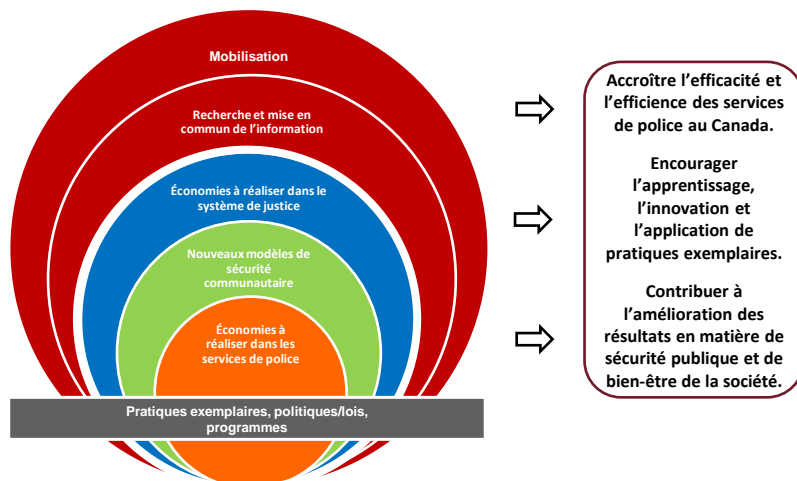 Mobilisation
Recherche et mise en
commun de l'information
Économies à réaliser dans le
système de justice
Nouveaux modèles de
sécurité
communautaire
Économies à
réaliser dans les
services de police
Pratiques exemplaires, politiques/lois,
programmes
Accroître l'efficacité et
l'efficience des services
de police au Canada.
Encourager
l'apprentissage,
l'innovation et
l'application de
pratiques exemplaires.
Contribuer à
l'amélioration des
résultats en matière de
sécurité publique et de
bien-être de la société.